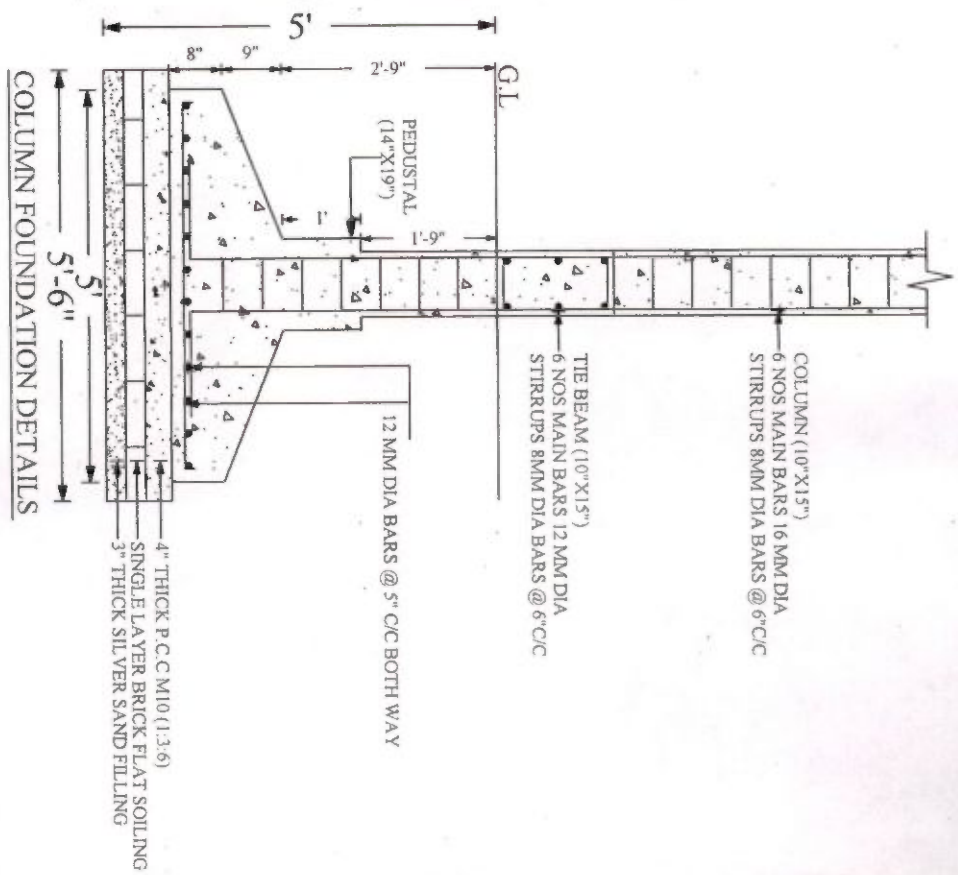 COLUMN (10"X15")
6 NOS MAIN BARS 16 MM DIA
STIRRUPS 8MM DIA BARS @ 6"C/C
TIE BEAM (10"X15")
6 NOS MAIN BARS 12 MM DIA
STIRRUPS 8MM DIA BARS @ 6"C/C
G.L
5'
2'-9"
9"
8"
PEDUSTAL
(14"X19")
1'-9"
1'
12 MM DIA BARS @ 5" C/C BOTH WAY
4" THICK P.C.C M10 (1:3:6)
SINGLE LAYER BRICK FLAT SOILING
3" THICK SILVER SAND FILLING
5'
5'-6"
COLUMN FOUNDATION DETAILS